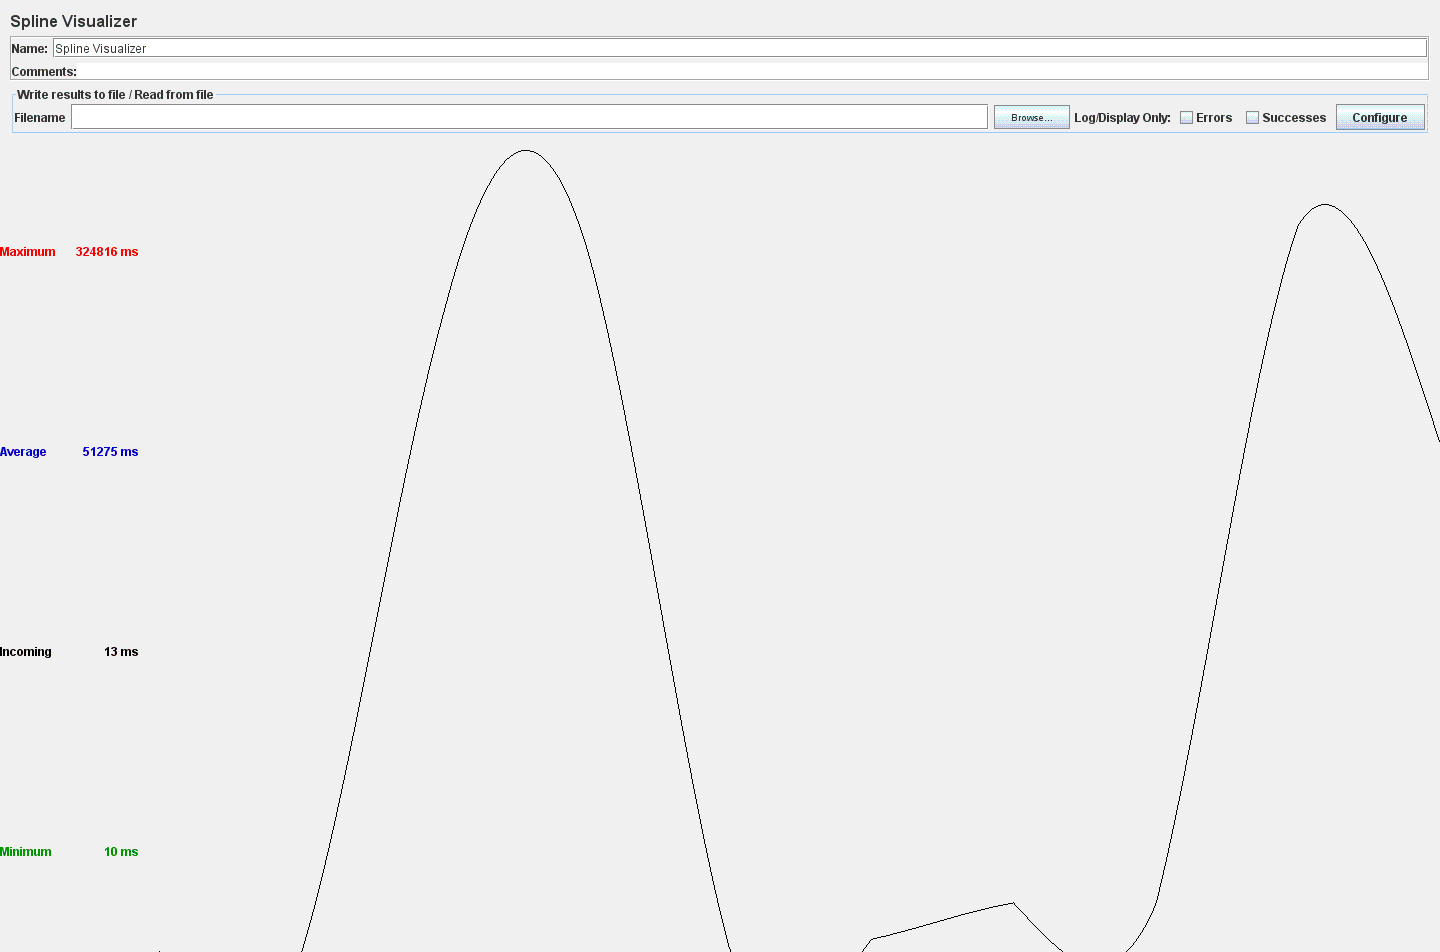 Spline Visualizer
Name: Spline Visualizer
Comments:
Write results to file / Read from file
Filename Browse... Log/Display Only: Errors Successes Configure
Maximum 324816 ms
Average 51275 ms
Incoming 13 ms
Minimum 10 ms